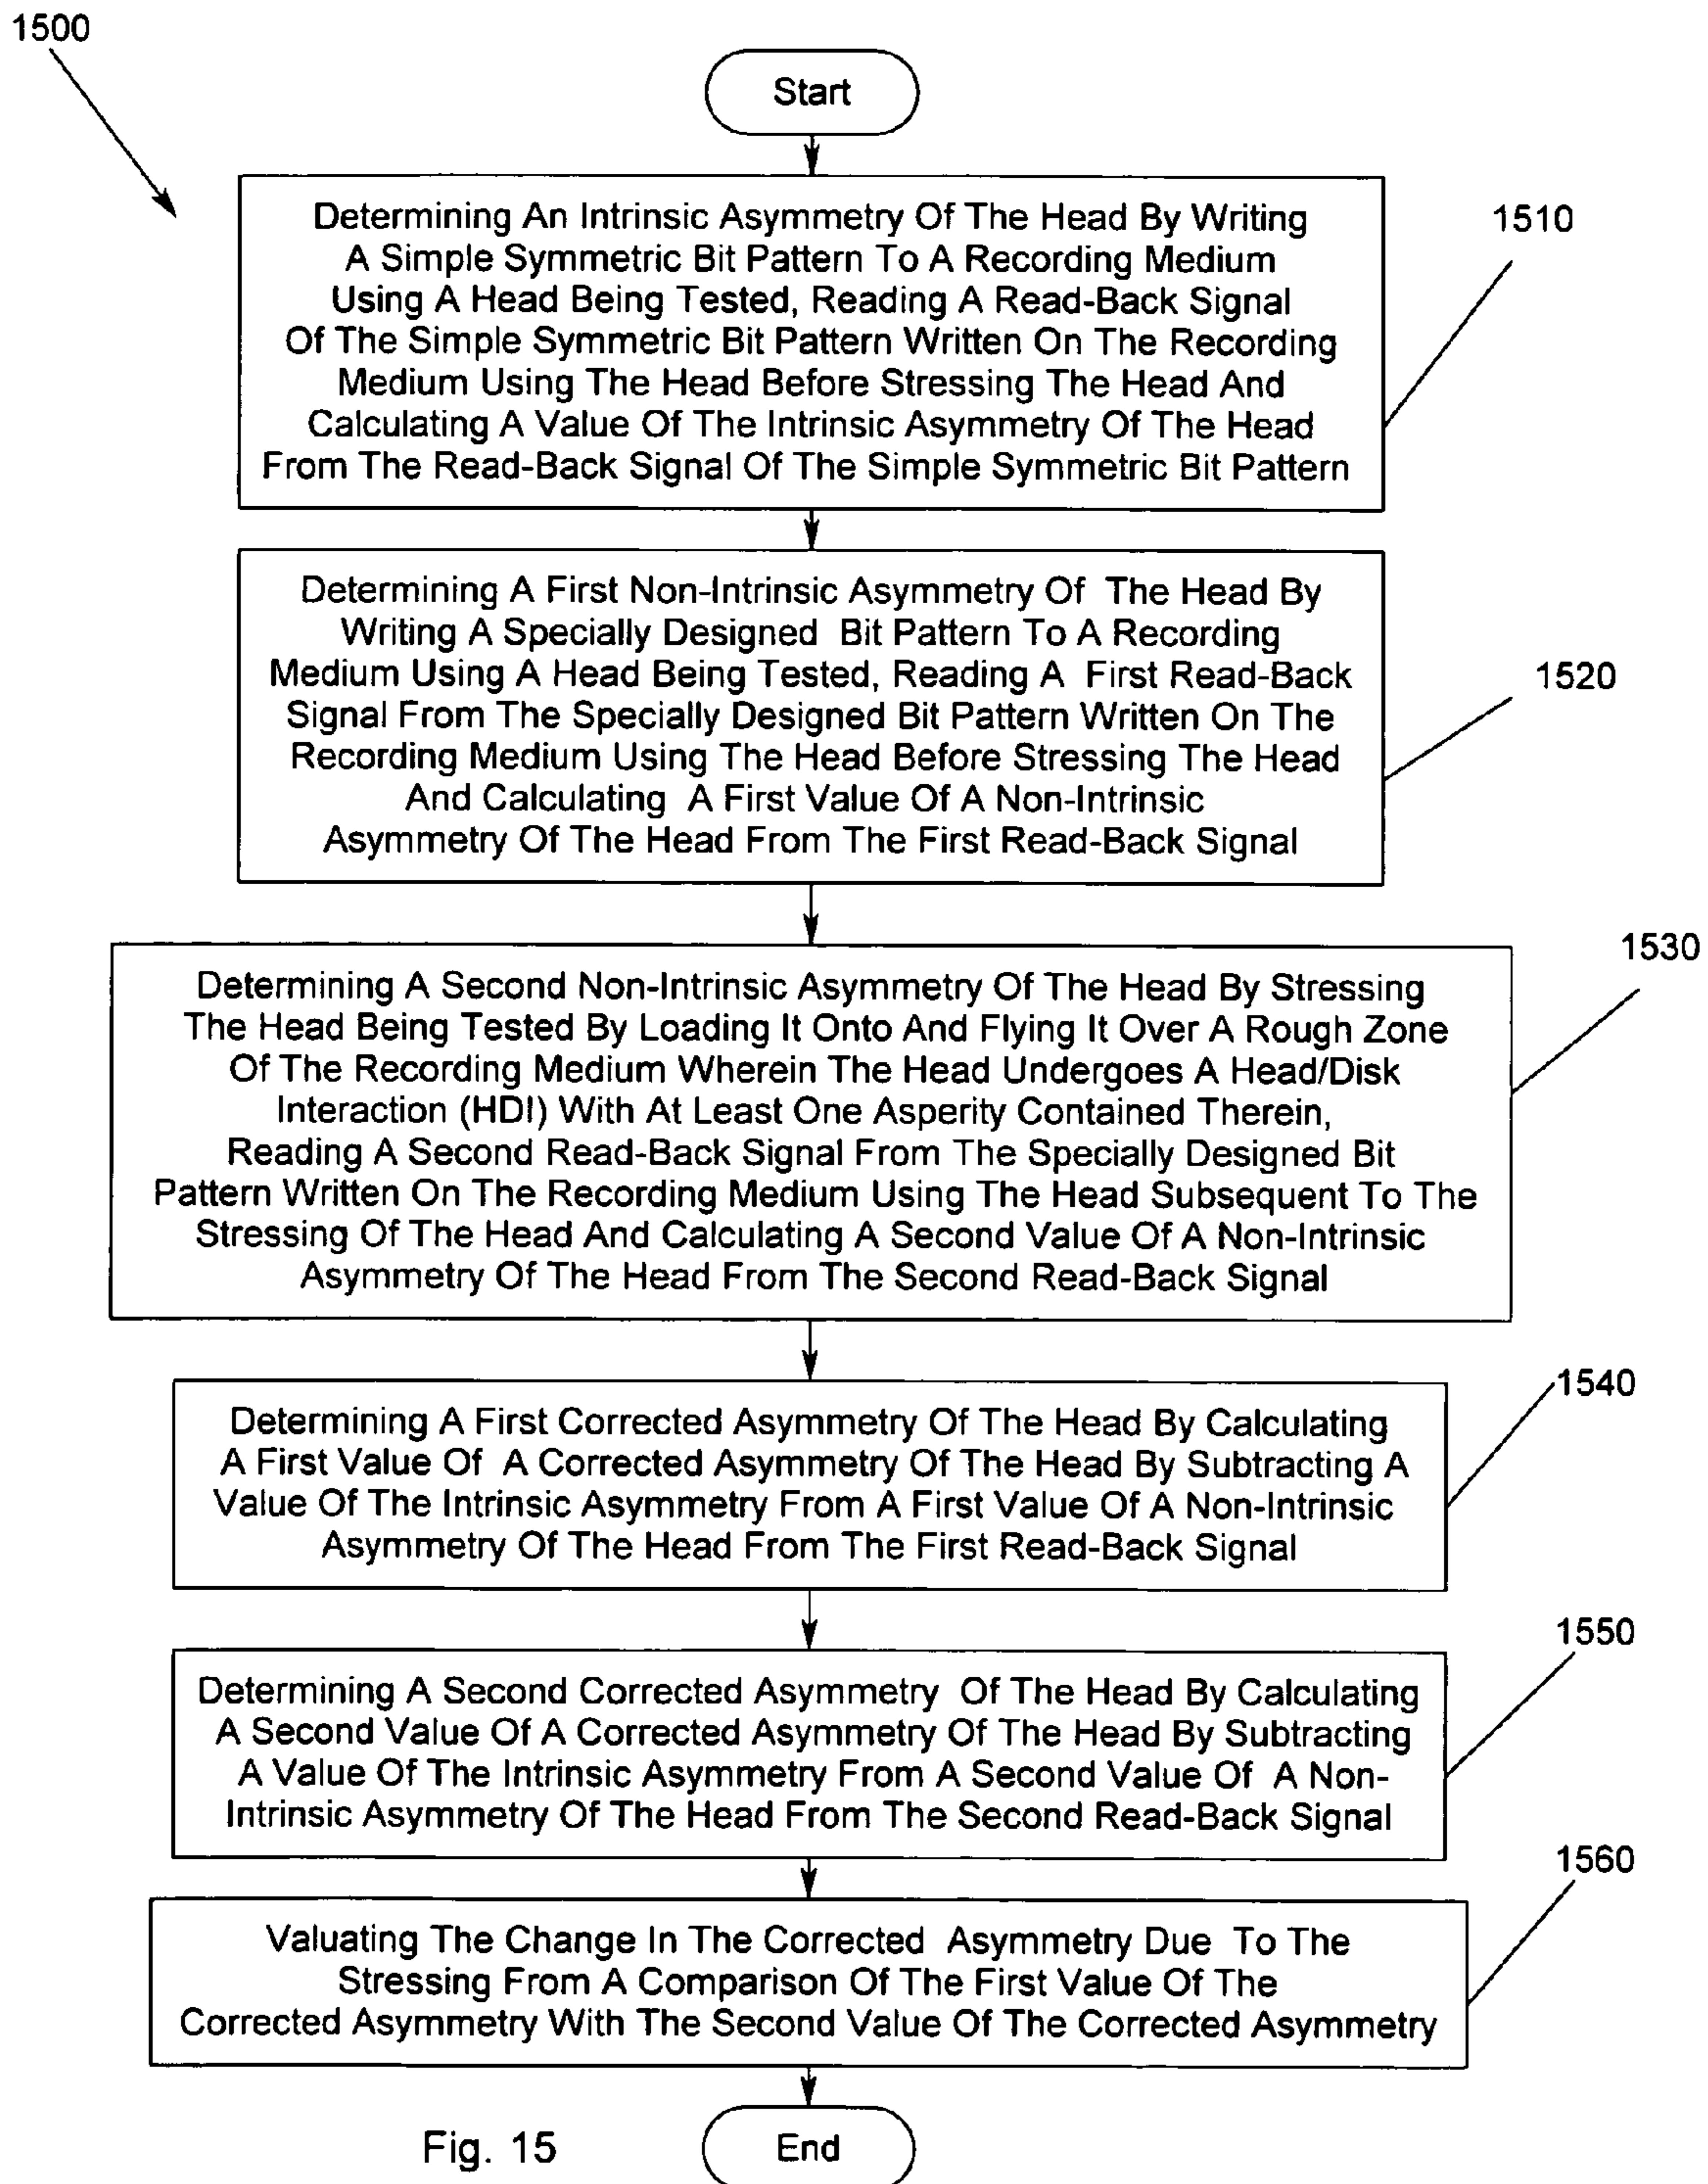 1500
Start
Determining An Intrinsic Asymmetry Of The Head By Writing
A Simple Symmetric Bit Pattern To A Recording Medium
Using A Head Being Tested, Reading A Read-Back Signal
Of The Simple Symmetric Bit Pattern Written On The Recording
Medium Using The Head Before Stressing The Head And
Calculating A Value Of The Intrinsic Asymmetry Of The Head
From The Read-Back Signal Of The Simple Symmetric Bit Pattern
1510
Determining A First Non-Intrinsic Asymmetry Of The Head By
Writing A Specially Designed Bit Pattern To A Recording
Medium Using A Head Being Tested, Reading A First Read-Back
Signal From The Specially Designed Bit Pattern Written On The
Recording Medium Using The Head Before Stressing The Head
And Calculating A First Value Of A Non-Intrinsic
Asymmetry Of The Head From The First Read-Back Signal
1520
Determining A Second Non-Intrinsic Asymmetry Of The Head By Stressing
The Head Being Tested By Loading It Onto And Flying It Over A Rough Zone
Of The Recording Medium Wherein The Head Undergoes A Head/Disk
Interaction (HDI) With At Least One Asperity Contained Therein,
Reading A Second Read-Back Signal From The Specially Designed Bit
Pattern Written On The Recording Medium Using The Head Subsequent To The
Stressing Of The Head And Calculating A Second Value Of A Non-Intrinsic
Asymmetry Of The Head From The Second Read-Back Signal
1530
Determining A First Corrected Asymmetry Of The Head By Calculating
A First Value Of A Corrected Asymmetry Of The Head By Subtracting A
Value Of The Intrinsic Asymmetry From A First Value Of A Non-Intrinsic
Asymmetry Of The Head From The First Read-Back Signal
1540
Determining A Second Corrected Asymmetry Of The Head By Calculating
A Second Value Of A Corrected Asymmetry Of The Head By Subtracting
A Value Of The Intrinsic Asymmetry From A Second Value Of A Non-
Intrinsic Asymmetry Of The Head From The Second Read-Back Signal
1550
Valuating The Change In The Corrected Asymmetry Due To The
Stressing From A Comparison Of The First Value Of The
Corrected Asymmetry With The Second Value Of The Corrected Asymmetry
1560
Fig. 15
End